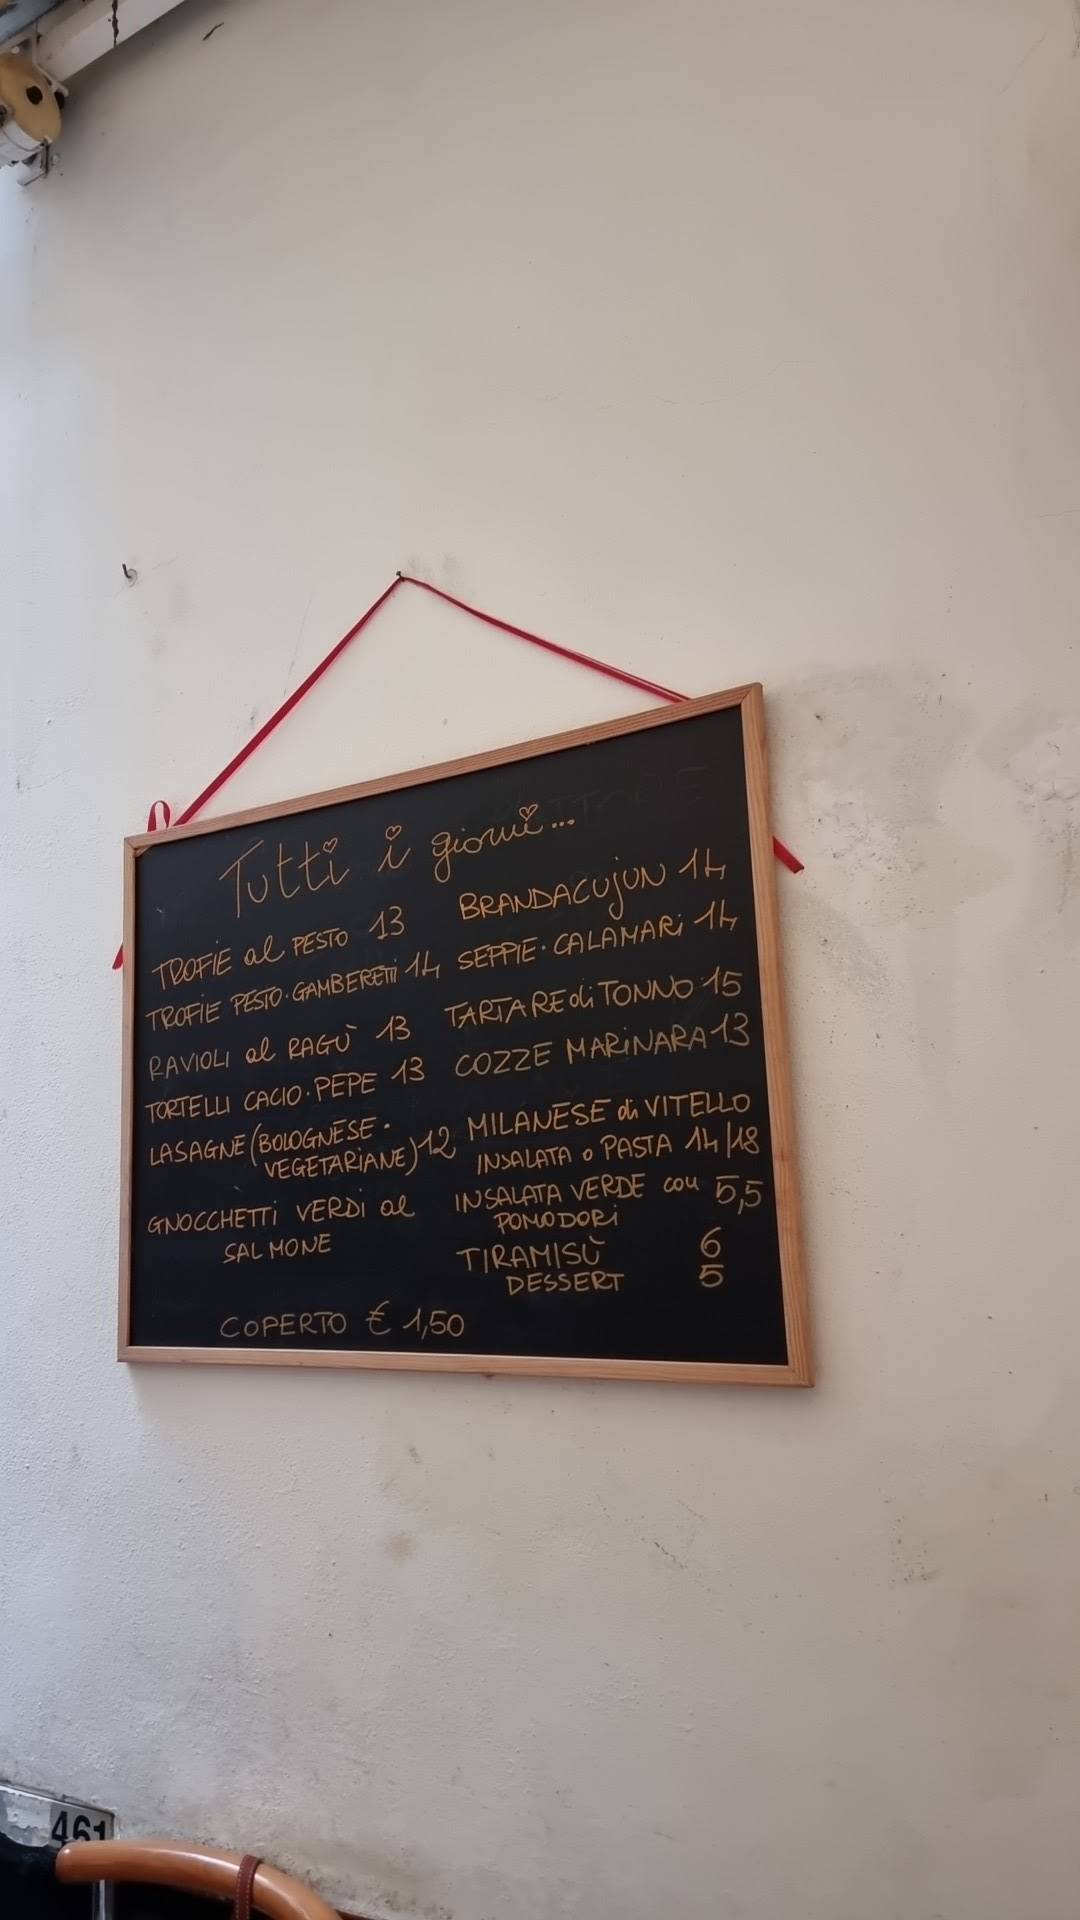 Tutti i giorni...
TROFIE al PESTO 13
TROFIE PESTO·GAMBERETTI 14
RAVIOLI al RAGÙ 13
TORTELLI CACIO·PEPE 13
LASAGNE (BOLOGNESE·
VEGETARIANE) 12
GNOCCHETTI VERDI al
SALMONE
BRANDACUJUN 14
SEPPIE·CALAMARI 14
TARTARE di TONNO 15
COZZE MARINARA 13
MILANESE di VITELLO
INSALATA o PASTA 14/18
INSALATA VERDE con 5,5
POMODORI
TIRAMISÙ 6
DESSERT 5
COPERTO € 1,50
461